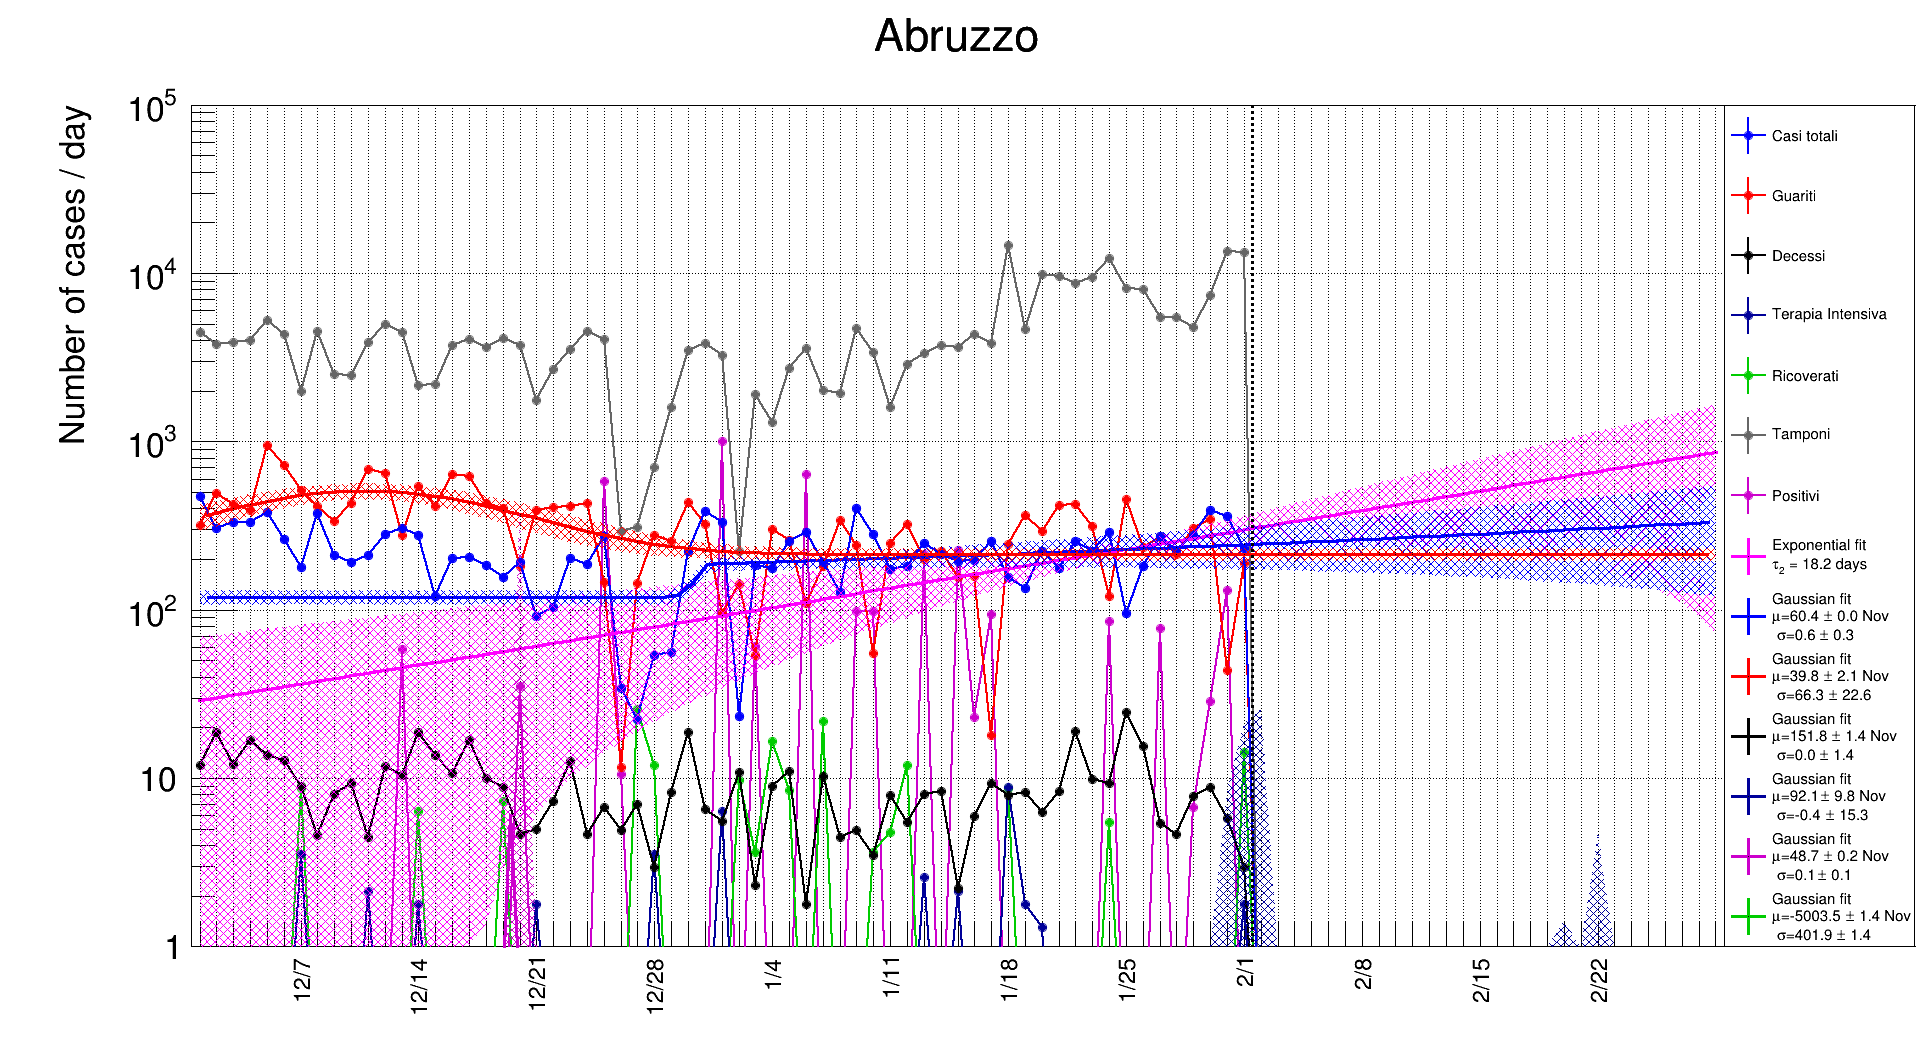 Abruzzo
Number of cases / day
10^5
10^4
10^3
10^2
10
1
12/7
12/14
12/21
12/28
1/4
1/11
1/18
1/25
2/1
2/8
2/15
2/22
Casi totali
Guariti
Decessi
Terapia Intensiva
Ricoverati
Tamponi
Positivi
Exponential fit
τ_2 = 18.2 days
Gaussian fit
μ=60.4 ± 0.0 Nov
σ=0.6 ± 0.3
Gaussian fit
μ=39.8 ± 2.1 Nov
σ=66.3 ± 22.6
Gaussian fit
μ=151.8 ± 1.4 Nov
σ=0.0 ± 1.4
Gaussian fit
μ=92.1 ± 9.8 Nov
σ=-0.4 ± 15.3
Gaussian fit
μ=48.7 ± 0.2 Nov
σ=0.1 ± 0.1
Gaussian fit
μ=-5003.5 ± 1.4 Nov
σ=401.9 ± 1.4